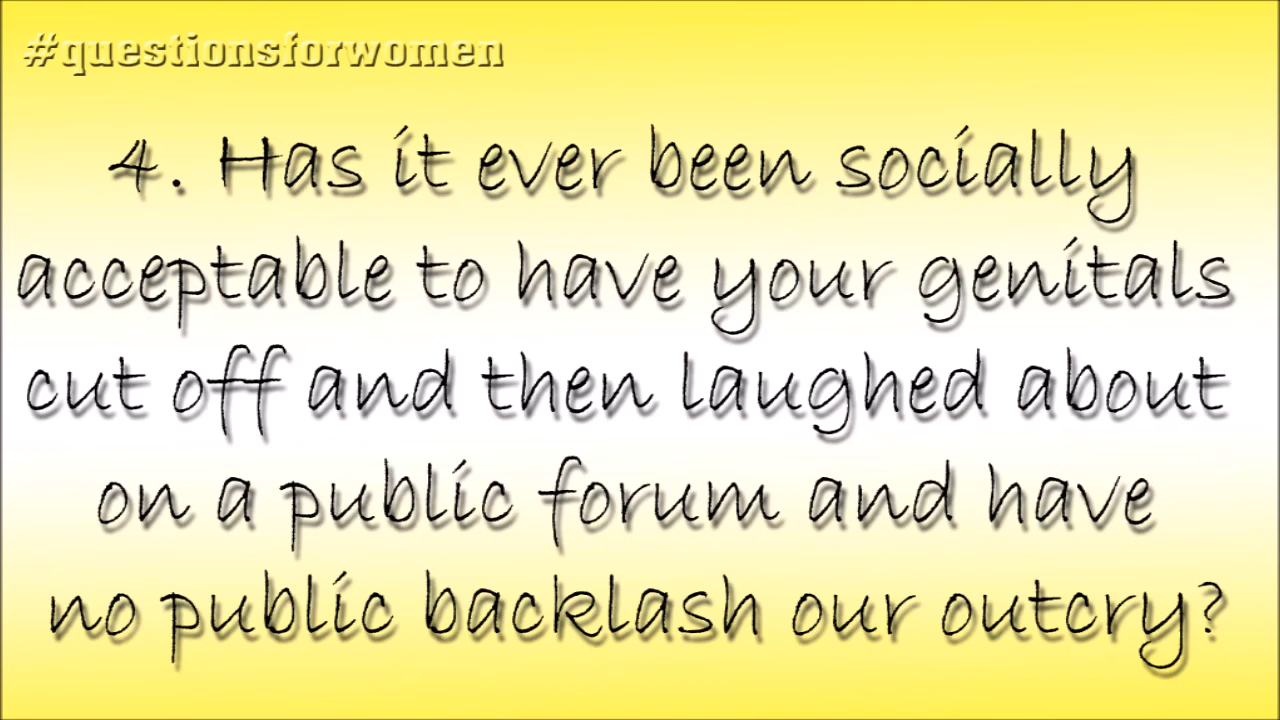 #questionsforwomen
4. Has it ever been socially
acceptable to have your genitals
cut off and then laughed about
on a public forum and have
no public backlash our outcry?